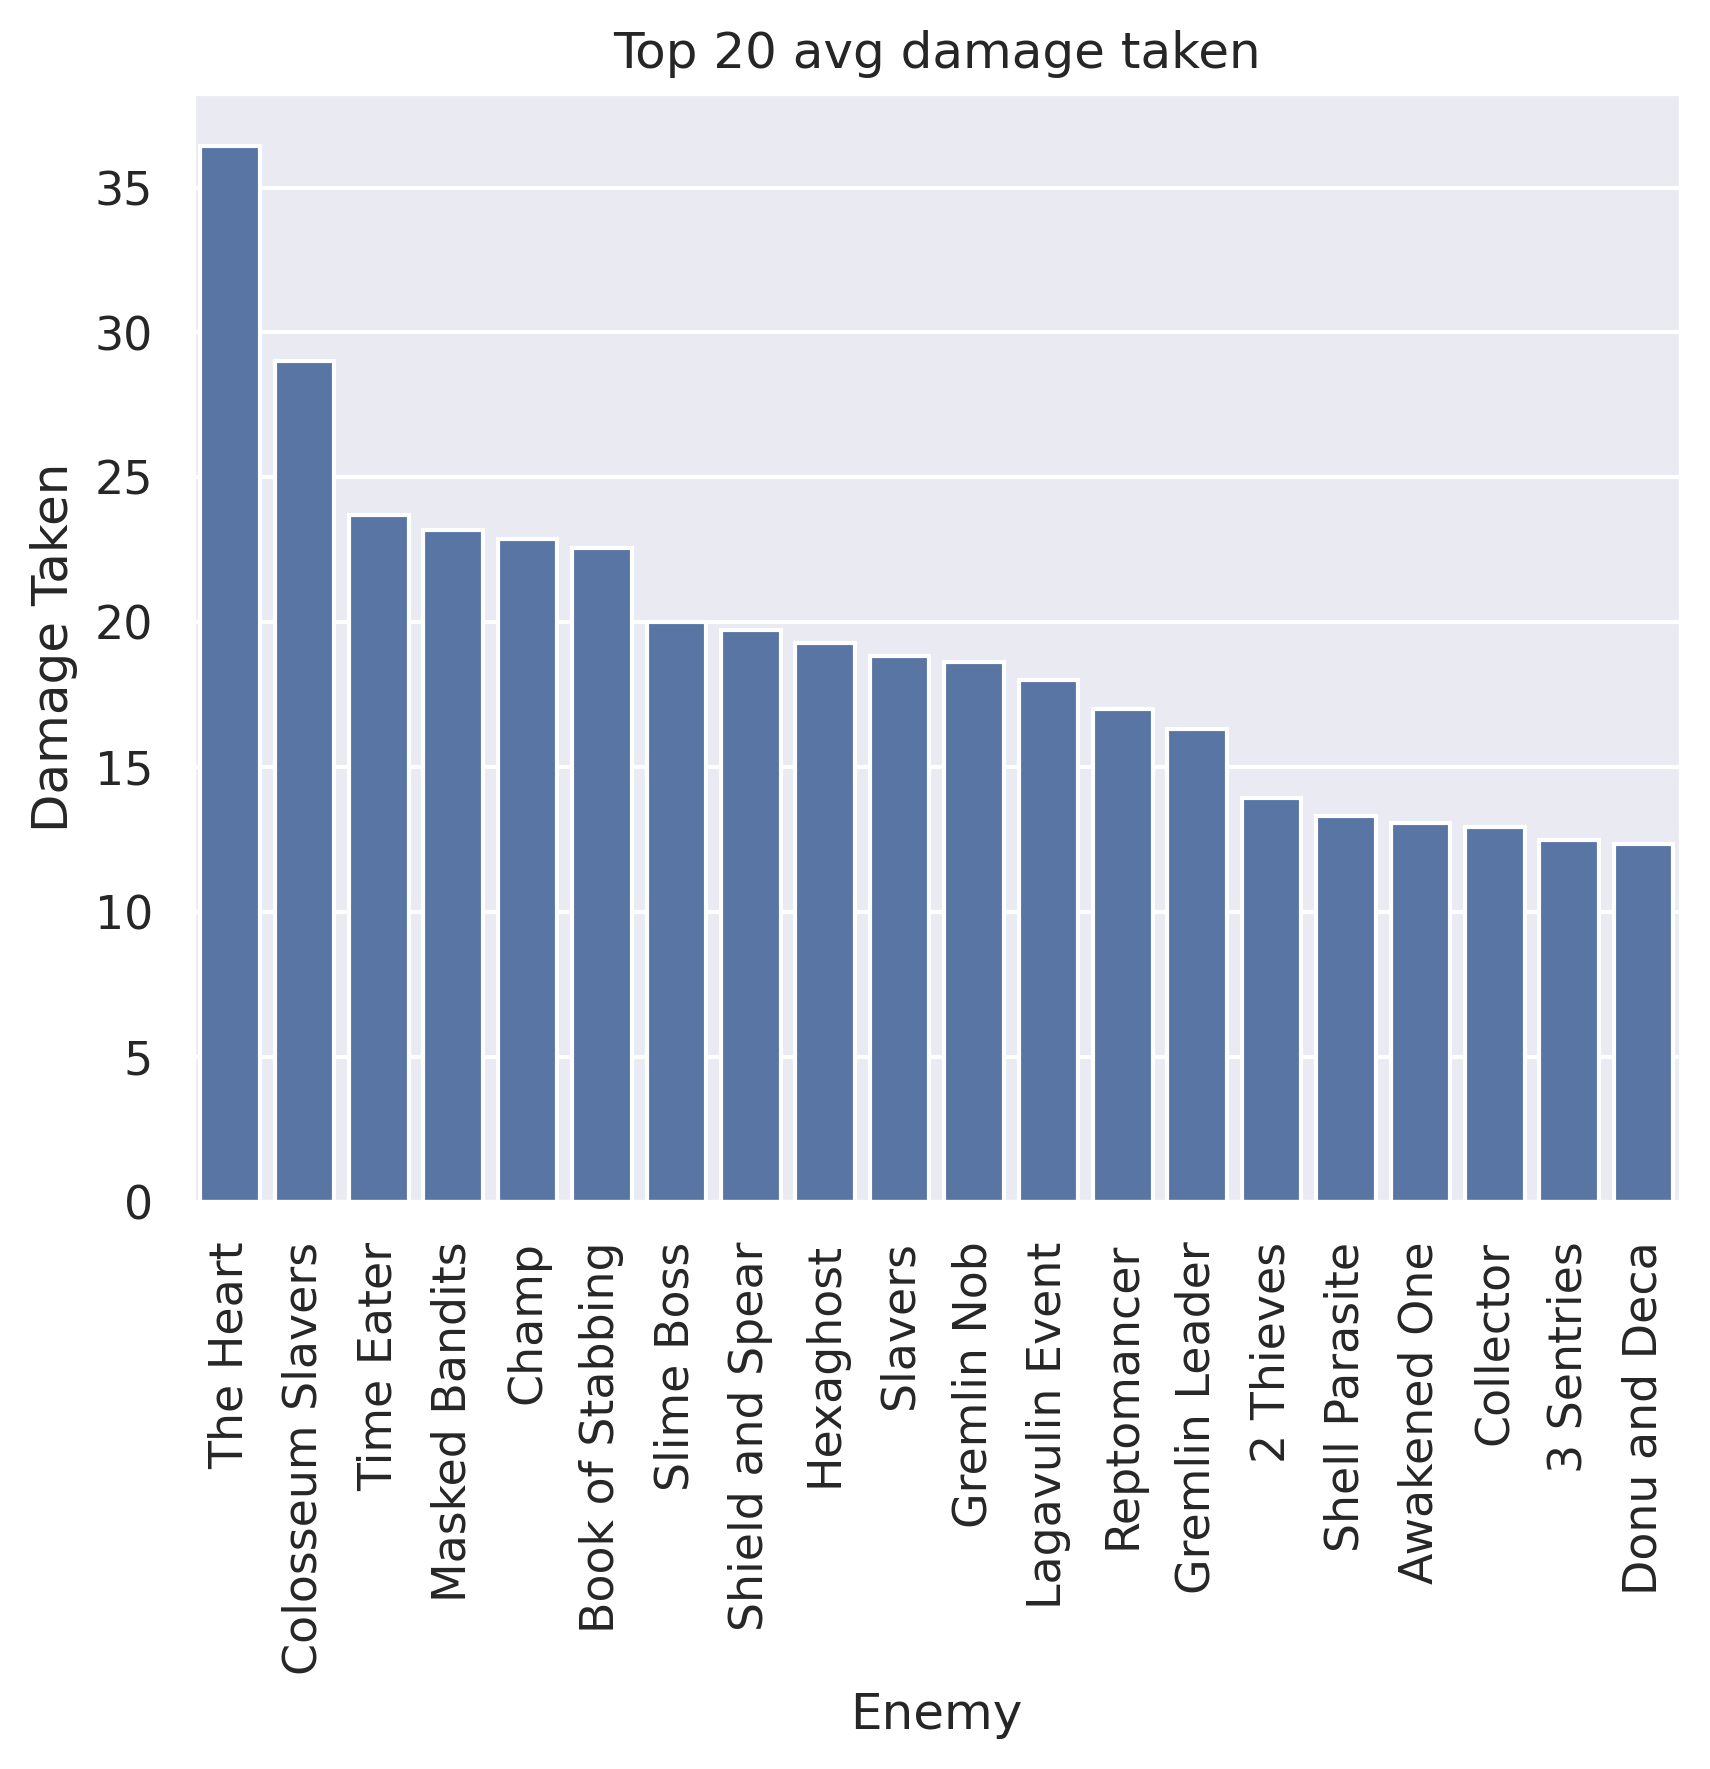 Top 20 avg damage taken
Damage Taken
35
30
25
20
15
10
5
0
The Heart
Colosseum Slavers
Time Eater
Masked Bandits
Champ
Book of Stabbing
Slime Boss
Shield and Spear
Hexaghost
Slavers
Gremlin Nob
Lagavulin Event
Reptomancer
Gremlin Leader
2 Thieves
Shell Parasite
Awakened One
Collector
3 Sentries
Donu and Deca
Enemy